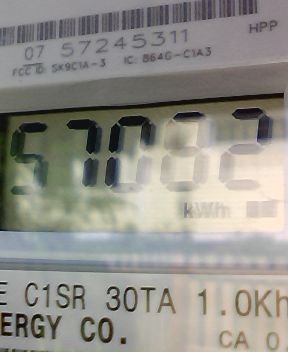 HPP
07 57245311
FCC ID: SK9C1A-3 IC: 864G-C1A3
57082
kWh
E C1SR 30TA 1.0Kh
ERGY CO.
CA 0.